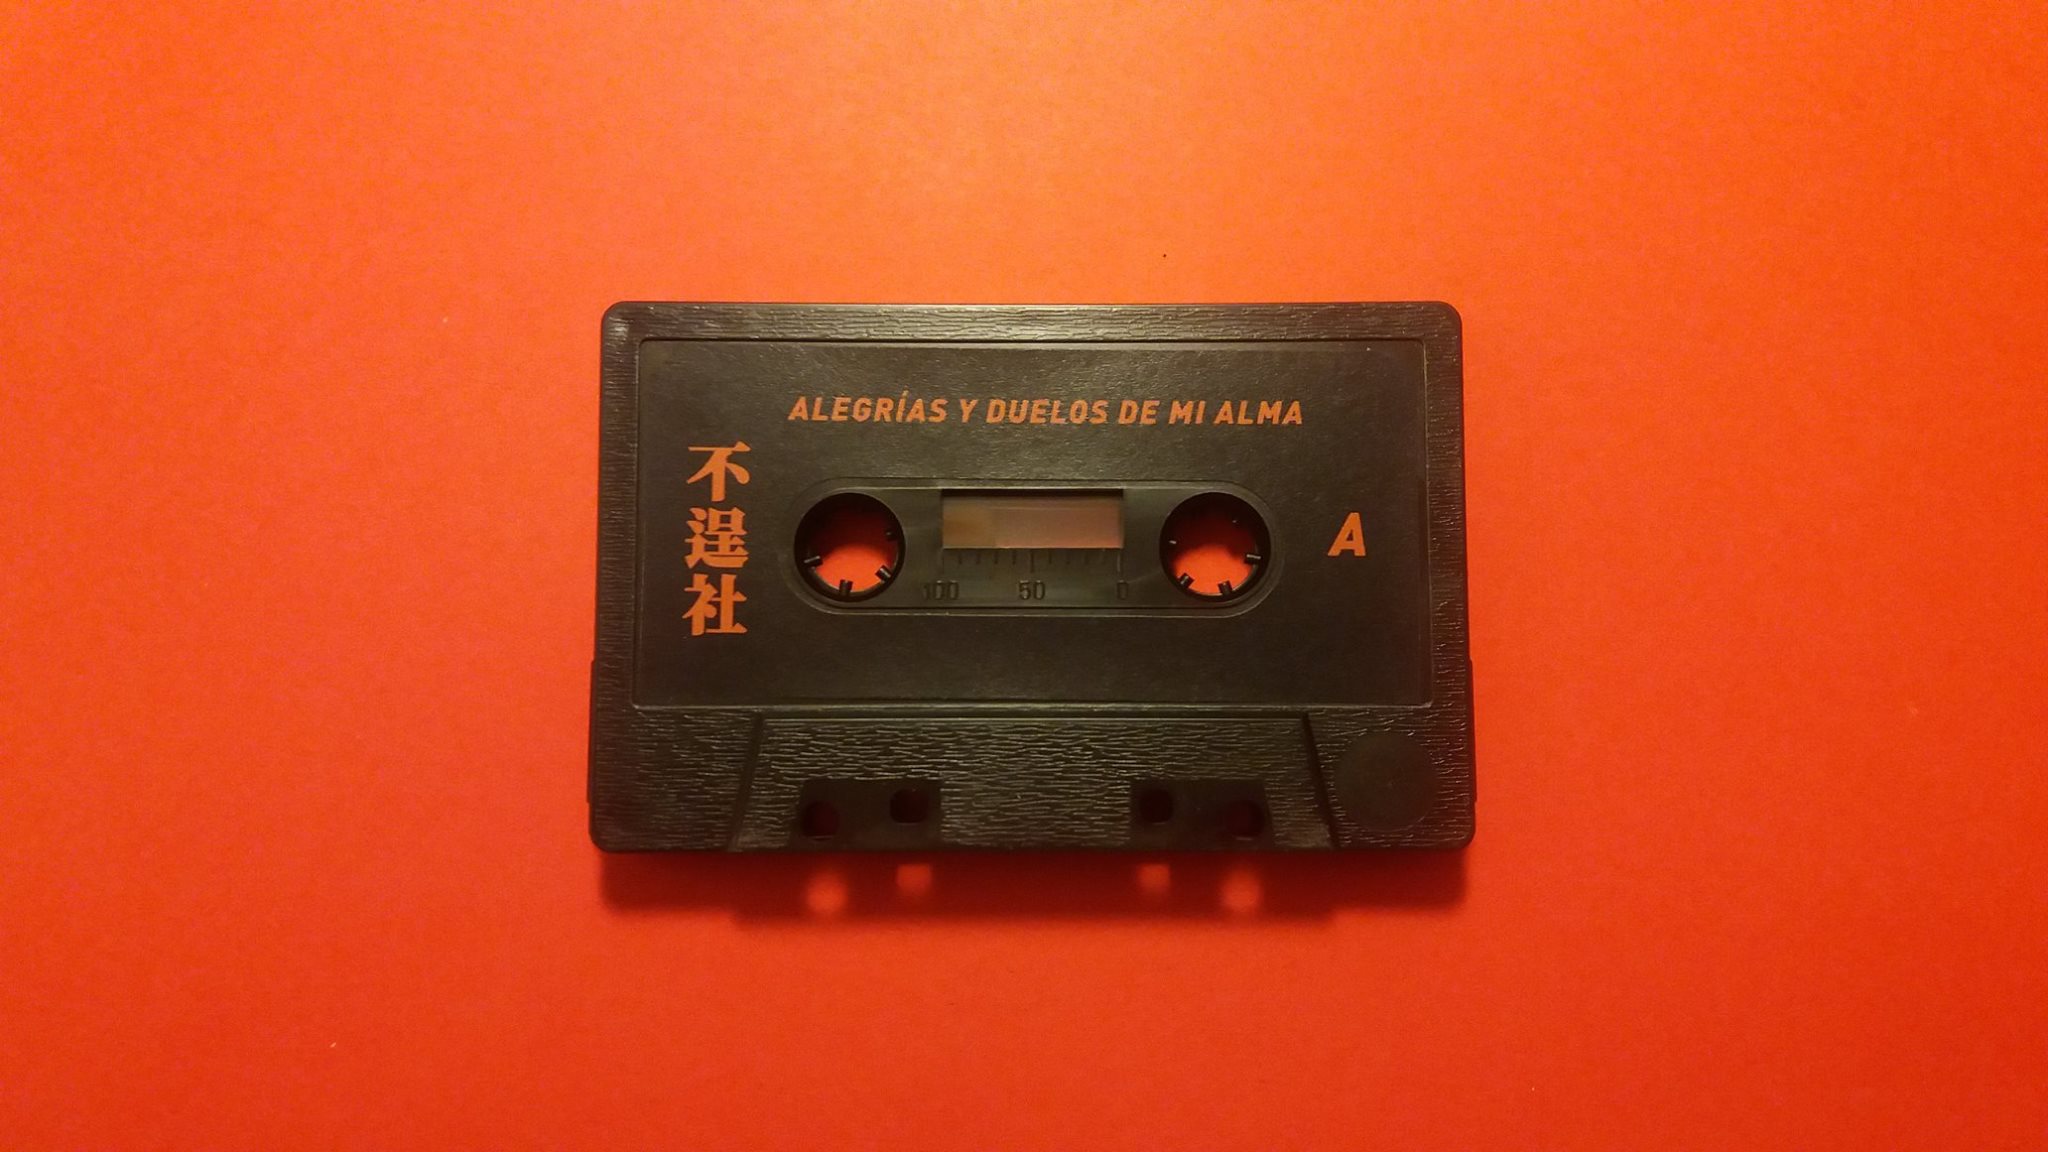 ALEGRÍAS Y DUELOS DE MI ALMA
不逞社
A
100 50 0